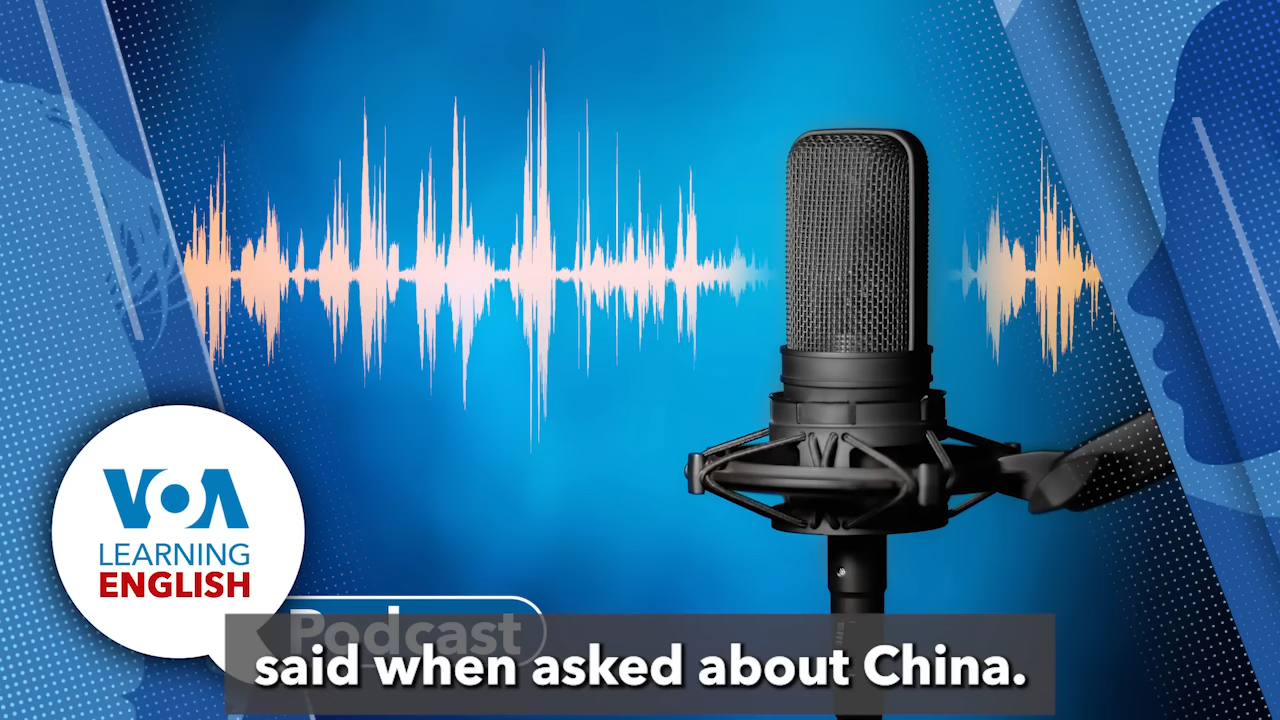 VOA
LEARNING
ENGLISH
Podcast
said when asked about China.